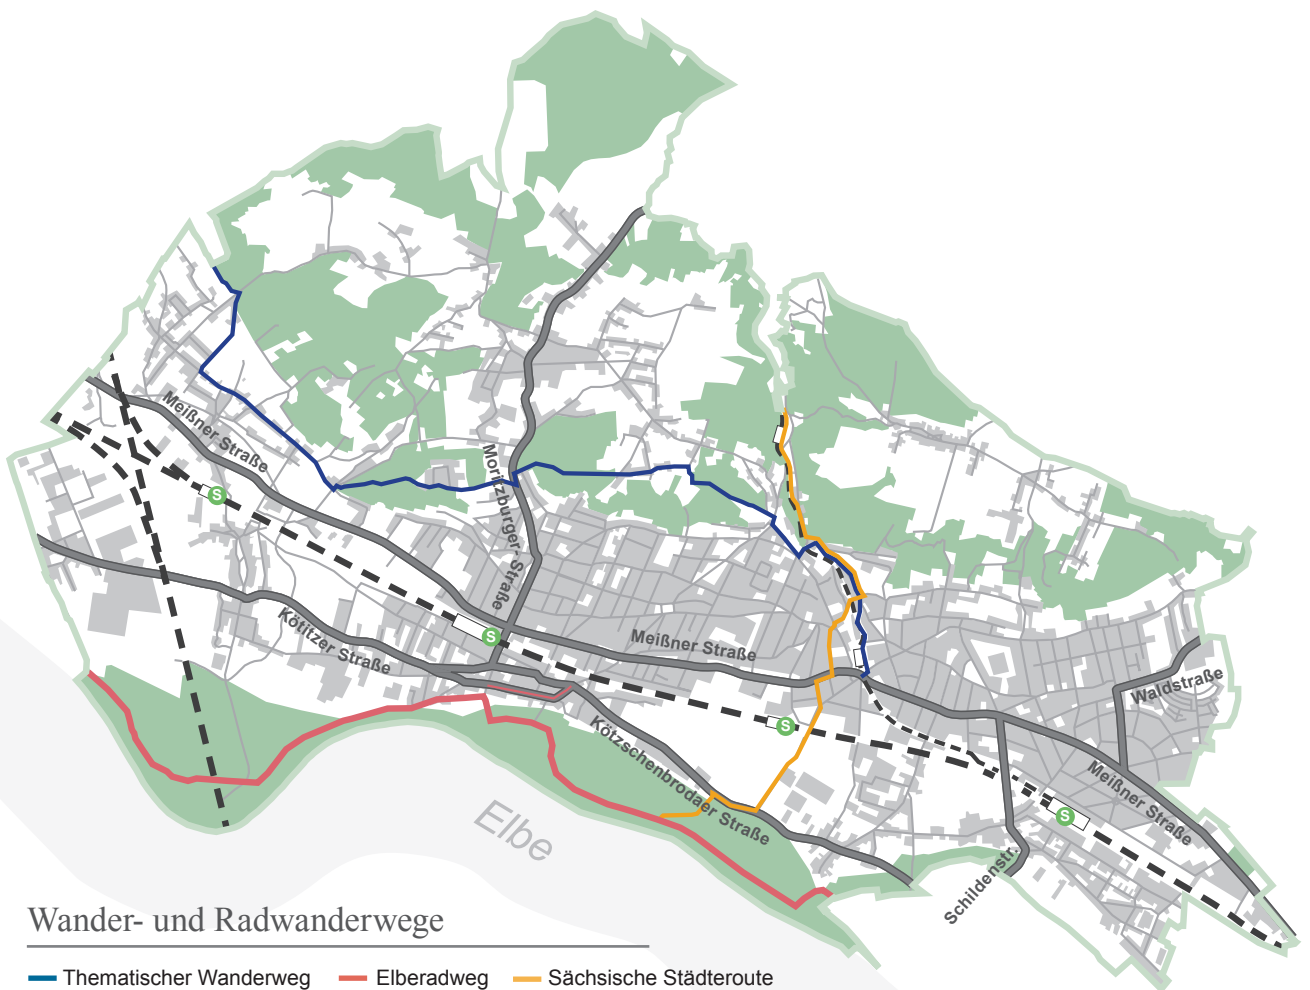 Meißner Straße
S
Moritzburger-Straße
S
Kötitzer Straße
Meißner Straße
Waldstraße
S
Kötzschenbrodaer Straße
Meißner Straße
S
Elbe
Schildenstr.
Wander- und Radwanderwege
Thematischer Wanderweg Elberadweg Sächsische Städteroute